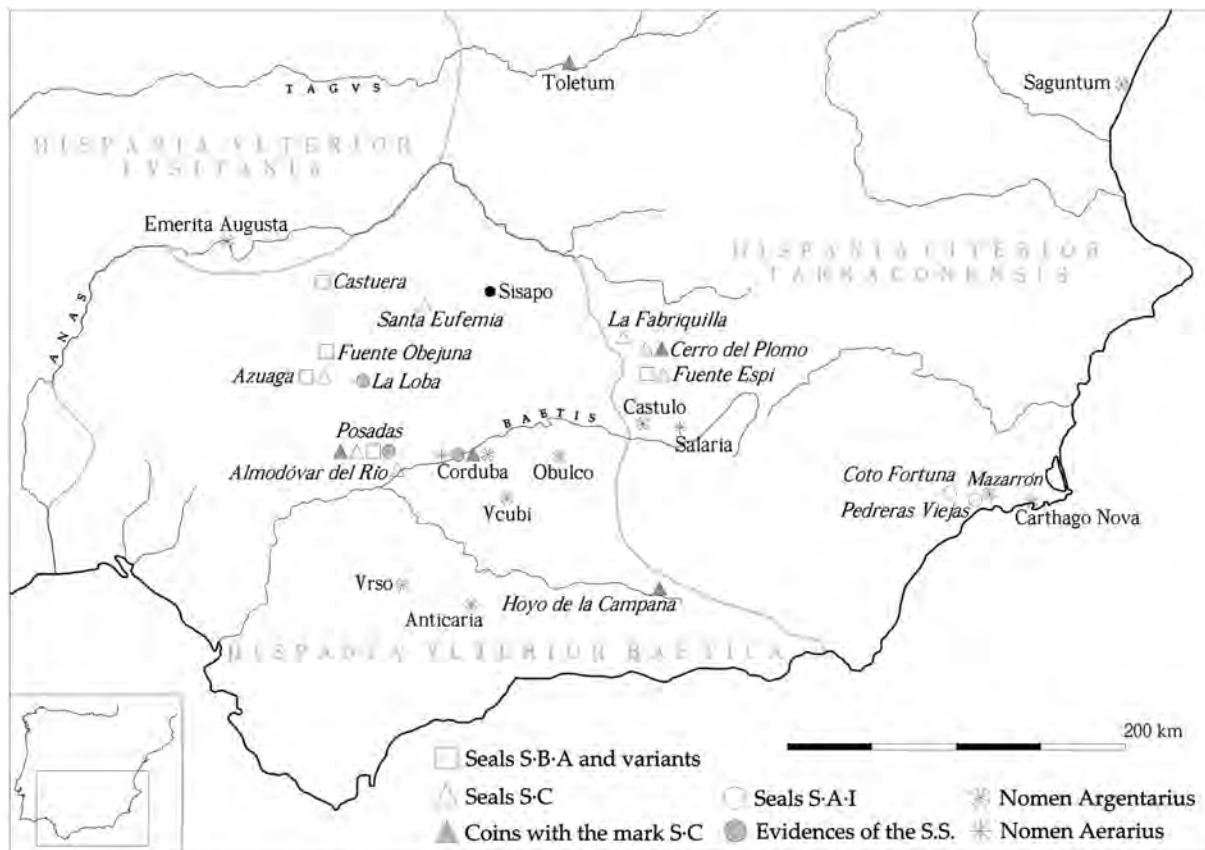 Toletum
Saguntum
TAGVS
HISPANIA VLTERIOR
LVSITANIA
Emerita Augusta
HISPANIA CITERIOR
TARRACONENSIS
ANAS
Castuera
Sisapo
Santa Eufemia
La Fabriquilla
Fuente Obejuna
Cerro del Plomo
Azuaga
La Loba
Fuente Espi
BAETIS
Castulo
Salaria
Posadas
Almodóvar del Río
Corduba
Obulco
Coto Fortuna
Mazarrón
Vcubi
Pedreras Viejas
Carthago Nova
Vrso
Hoyo de la Campana
Anticaria
HISPANIA VLTERIOR BAETICA
200 km
Seals S·B·A and variants
Seals S·C
Seals S·A·I
Nomen Argentarius
Coins with the mark S·C
Evidences of the S.S.
Nomen Aerarius